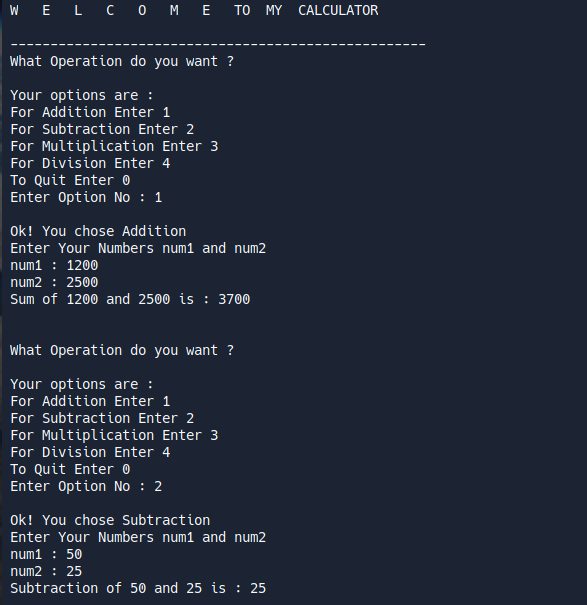 W E L C O M E TO MY CALCULATOR
----------------------------------------------------
What Operation do you want ?
Your options are :
For Addition Enter 1
For Subtraction Enter 2
For Multiplication Enter 3
For Division Enter 4
To Quit Enter 0
Enter Option No : 1
Ok! You chose Addition
Enter Your Numbers num1 and num2
num1 : 1200
num2 : 2500
Sum of 1200 and 2500 is : 3700
What Operation do you want ?
Your options are :
For Addition Enter 1
For Subtraction Enter 2
For Multiplication Enter 3
For Division Enter 4
To Quit Enter 0
Enter Option No : 2
Ok! You chose Subtraction
Enter Your Numbers num1 and num2
num1 : 50
num2 : 25
Subtraction of 50 and 25 is : 25